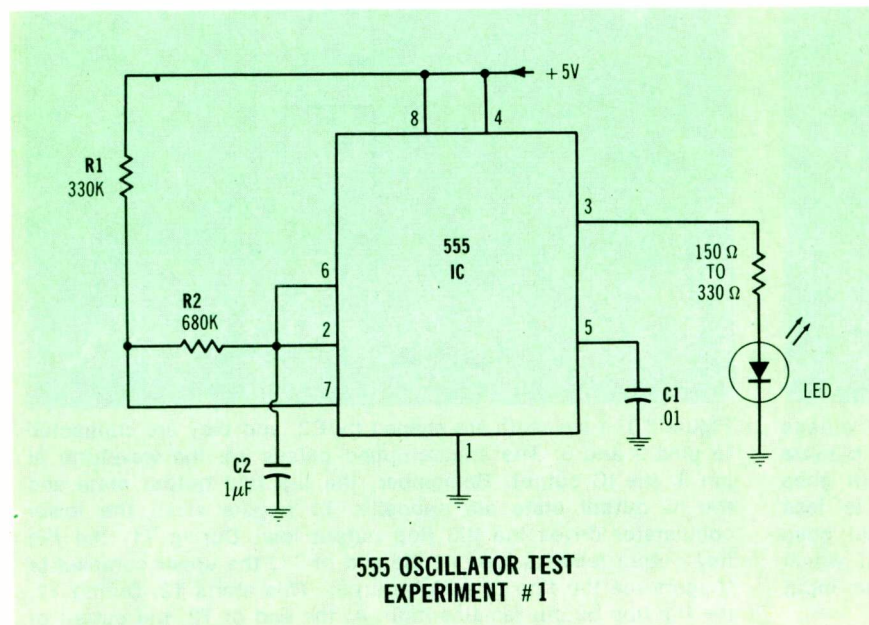 +5V
8
4
R1
330K
3
555
IC
150 Ω
TO
330 Ω
6
R2
680K
2
5
7
LED
C1
.01
1
C2
1μF
555 OSCILLATOR TEST
EXPERIMENT #1